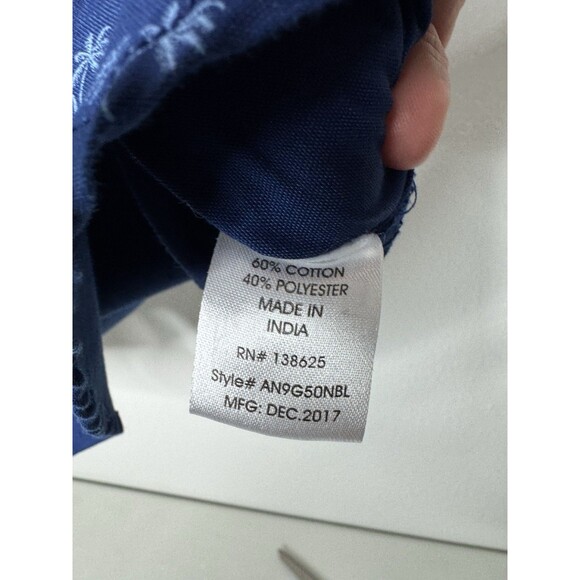 60% COTTON
40% POLYESTER
MADE IN
INDIA
RN# 138625
Style# AN9G50NBL
MFG: DEC.2017